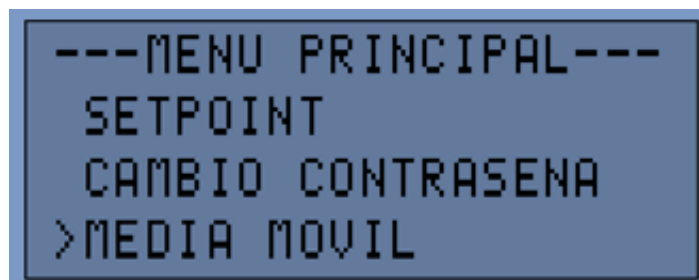 ---MENU PRINCIPAL---
SETPOINT
CAMBIO CONTRASENA
>MEDIA MOVIL